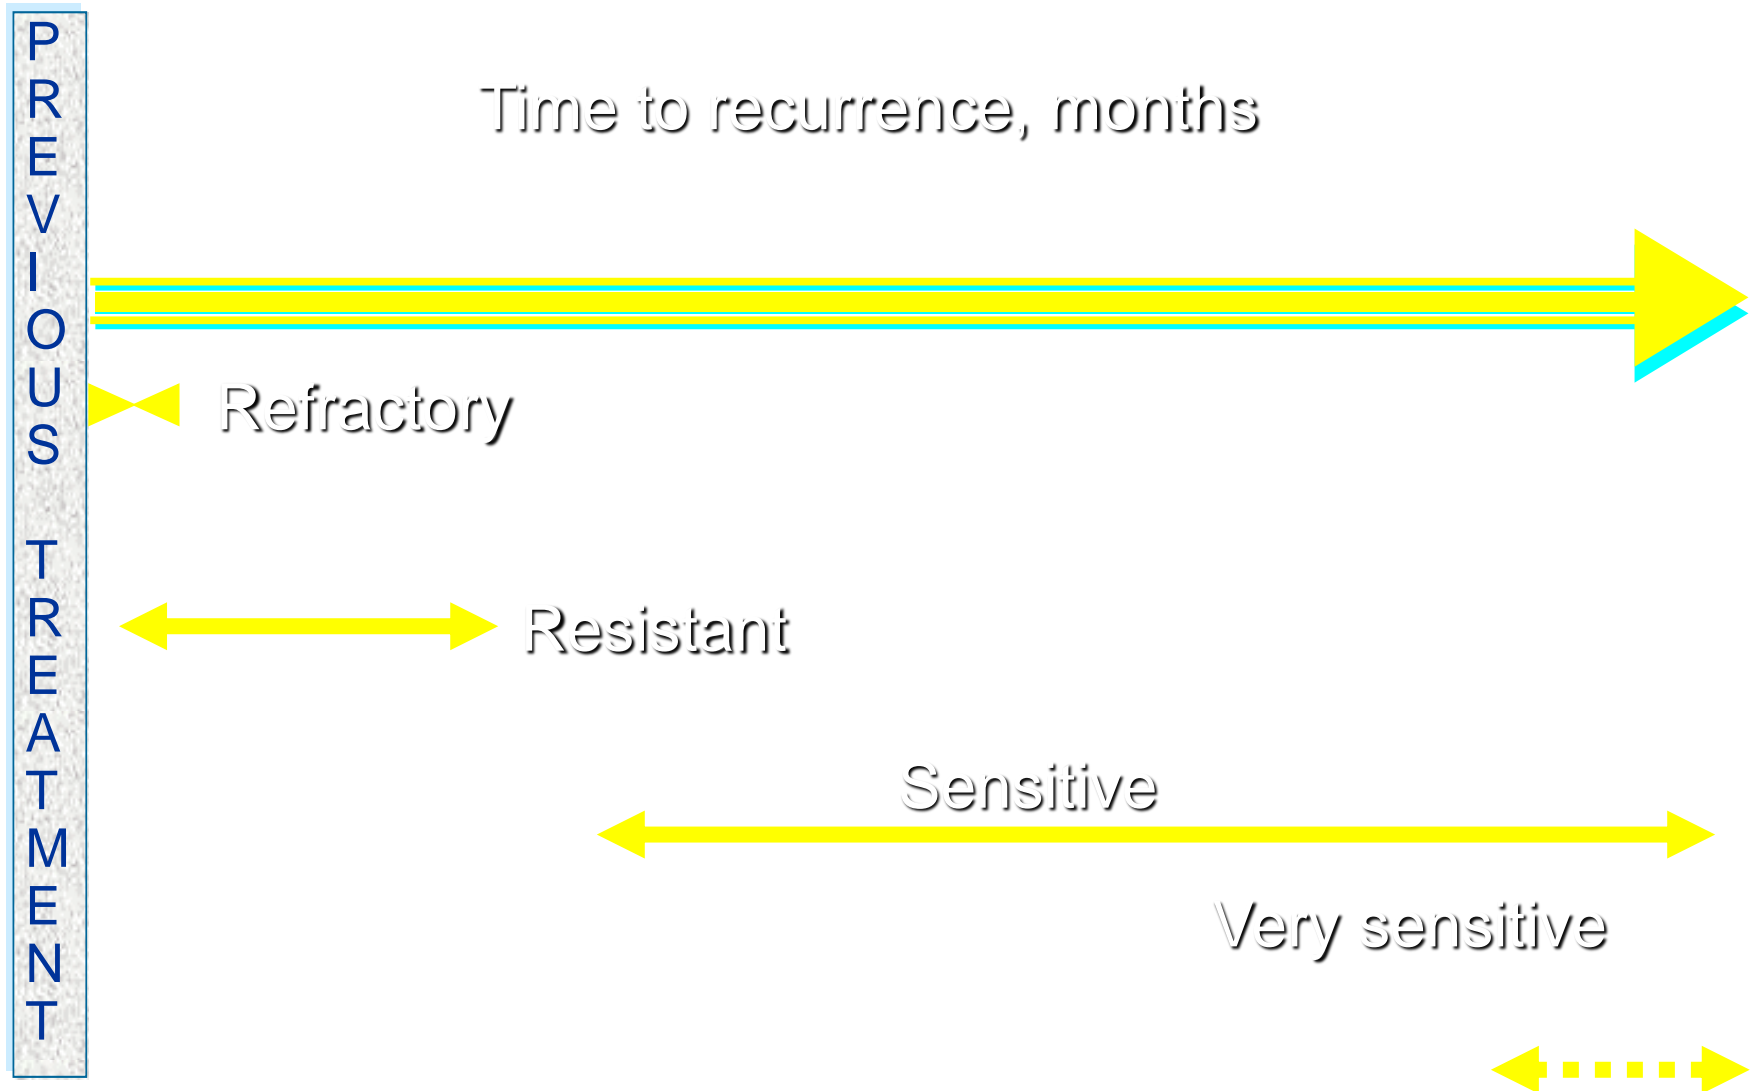 PREVIOUS TREATMENT
Time to recurrence, months
Refractory
Resistant
Sensitive
Very sensitive